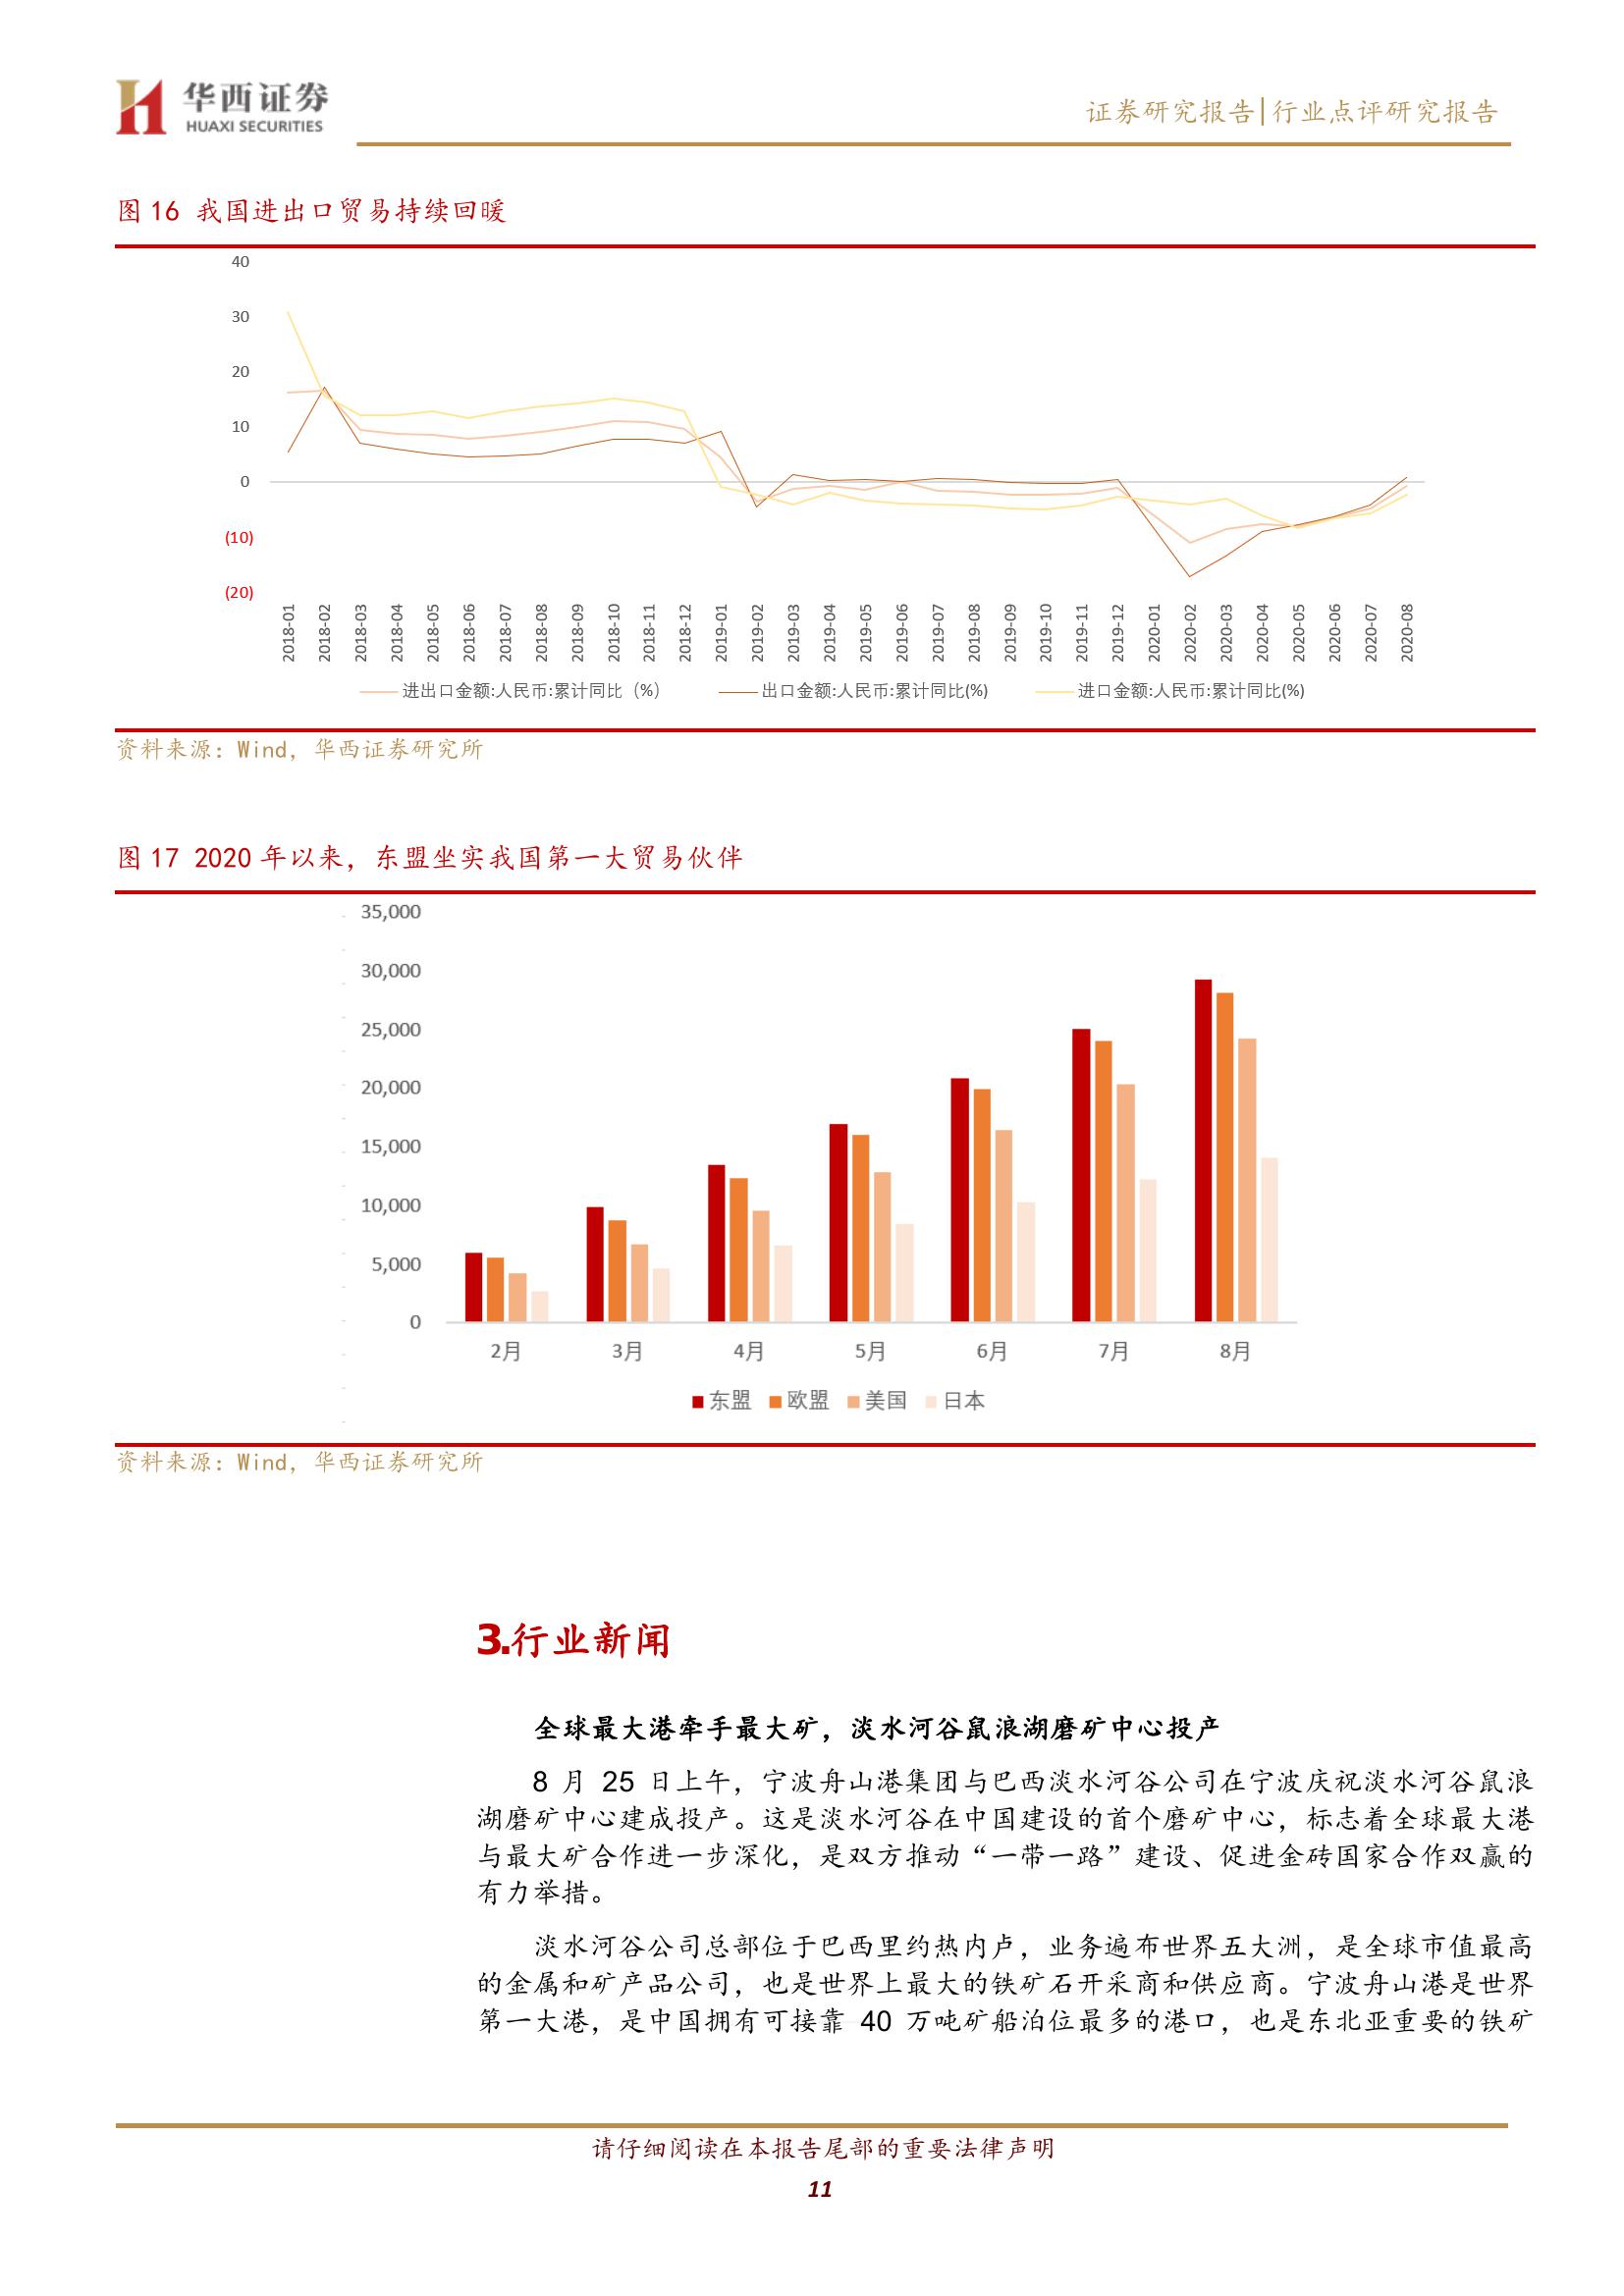 华西证券
HUAXI SECURITIES
证券研究报告|行业点评研究报告
图 16 我国进出口贸易持续回暖
40
30
20
10
0
(10)
(20)
2018-01
2018-02
2018-03
2018-04
2018-05
2018-06
2018-07
2018-08
2018-09
2018-10
2018-11
2018-12
2019-01
2019-02
2019-03
2019-04
2019-05
2019-06
2019-07
2019-08
2019-09
2019-10
2019-11
2019-12
2020-01
2020-02
2020-03
2020-04
2020-05
2020-06
2020-07
2020-08
进出口金额:人民币:累计同比（%） 出口金额:人民币:累计同比(%) 进口金额:人民币:累计同比(%)
资料来源：Wind，华西证券研究所
图 17 2020 年以来，东盟坐实我国第一大贸易伙伴
35,000
30,000
25,000
20,000
15,000
10,000
5,000
0
2月 3月 4月 5月 6月 7月 8月
东盟 欧盟 美国 日本
资料来源：Wind，华西证券研究所
3.行业新闻
全球最大港牵手最大矿，淡水河谷鼠浪湖磨矿中心投产
8 月 25 日上午，宁波舟山港集团与巴西淡水河谷公司在宁波庆祝淡水河谷鼠浪
湖磨矿中心建成投产。这是淡水河谷在中国建设的首个磨矿中心，标志着全球最大港
与最大矿合作进一步深化，是双方推动“一带一路”建设、促进金砖国家合作双赢的
有力举措。
淡水河谷公司总部位于巴西里约热内卢，业务遍布世界五大洲，是全球市值最高
的金属和矿产品公司，也是世界上最大的铁矿石开采商和供应商。宁波舟山港是世界
第一大港，是中国拥有可接靠 40 万吨矿船泊位最多的港口，也是东北亚重要的铁矿
请仔细阅读在本报告尾部的重要法律声明
11